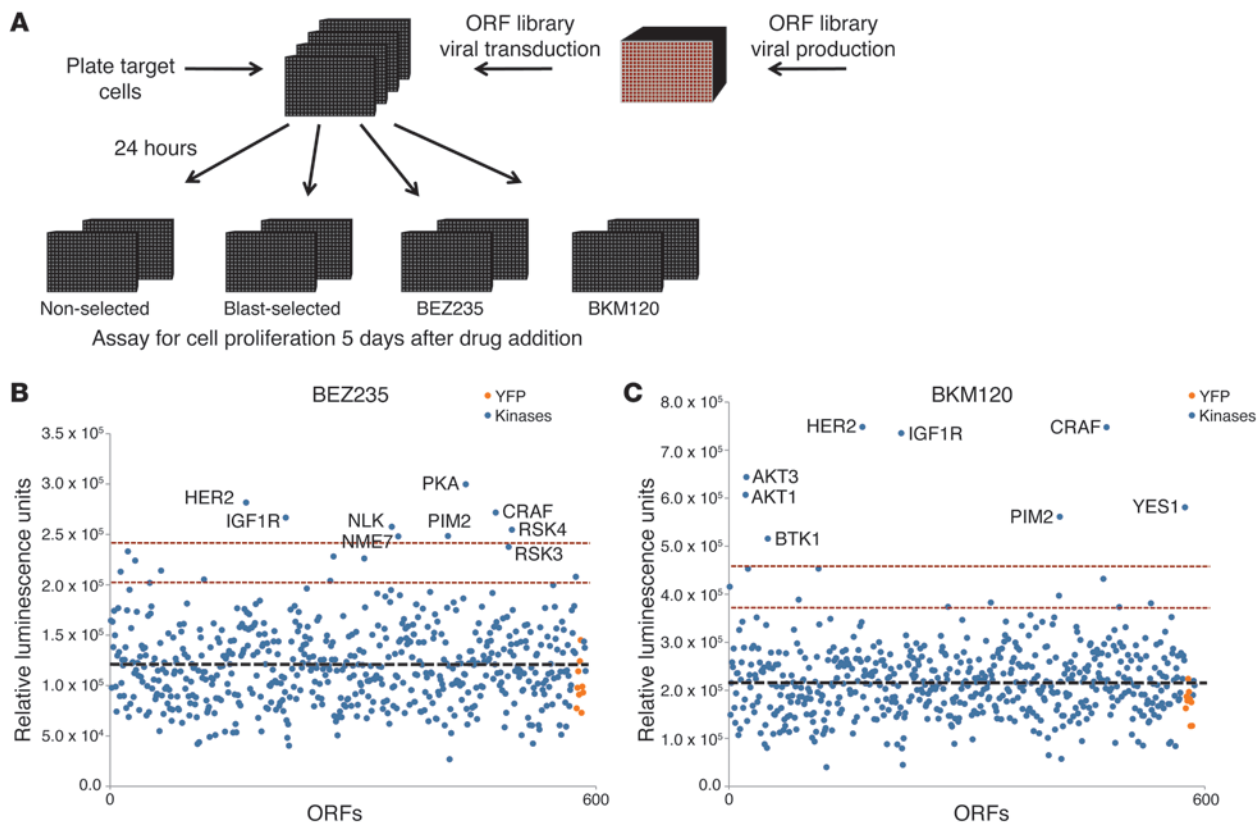 A
Plate target
cells
ORF library
viral transduction
ORF library
viral production
24 hours
Non-selected
Blast-selected
BEZ235
BKM120
Assay for cell proliferation 5 days after drug addition
B
BEZ235
YFP
Kinases
Relative luminescence units
3.5 x 10⁵
3.0 x 10⁵
2.5 x 10⁵
2.0 x 10⁵
1.5 x 10⁵
1.0 x 10⁵
5.0 x 10⁴
0.0
HER2
IGF1R
NLK
NME7
PKA
PIM2
CRAF
RSK4
RSK3
0
600
ORFs
C
BKM120
YFP
Kinases
Relative luminescence units
8.0 x 10⁵
7.0 x 10⁵
6.0 x 10⁵
5.0 x 10⁵
4.0 x 10⁵
3.0 x 10⁵
2.0 x 10⁵
1.0 x 10⁵
0.0
HER2
IGF1R
CRAF
AKT3
AKT1
BTK1
PIM2
YES1
0
600
ORFs